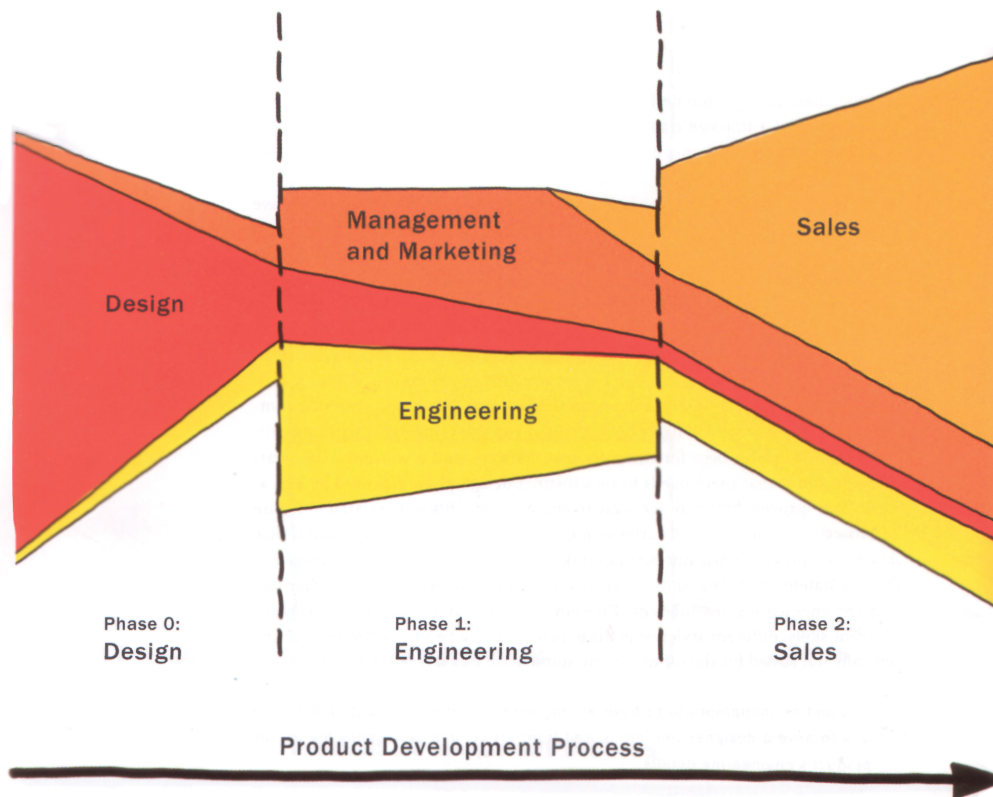 Management
and Marketing
Sales
Design
Engineering
Phase 0:
Design
Phase 1:
Engineering
Phase 2:
Sales
Product Development Process